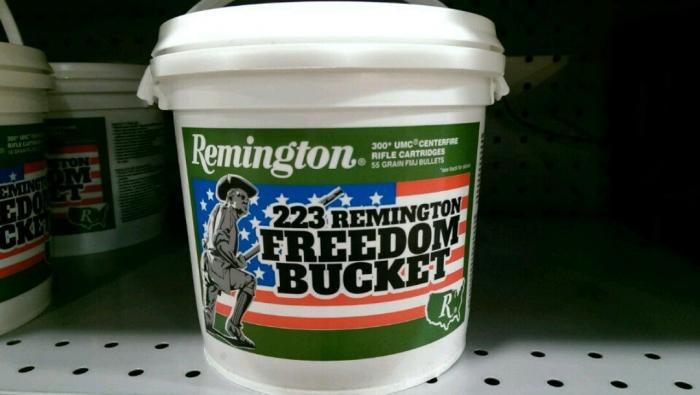 Remington®
300* UMC® CENTERFIRE
RIFLE CARTRIDGES
55 GRAIN FMJ BULLETS
223 REMINGTON
FREEDOM
BUCKET
R